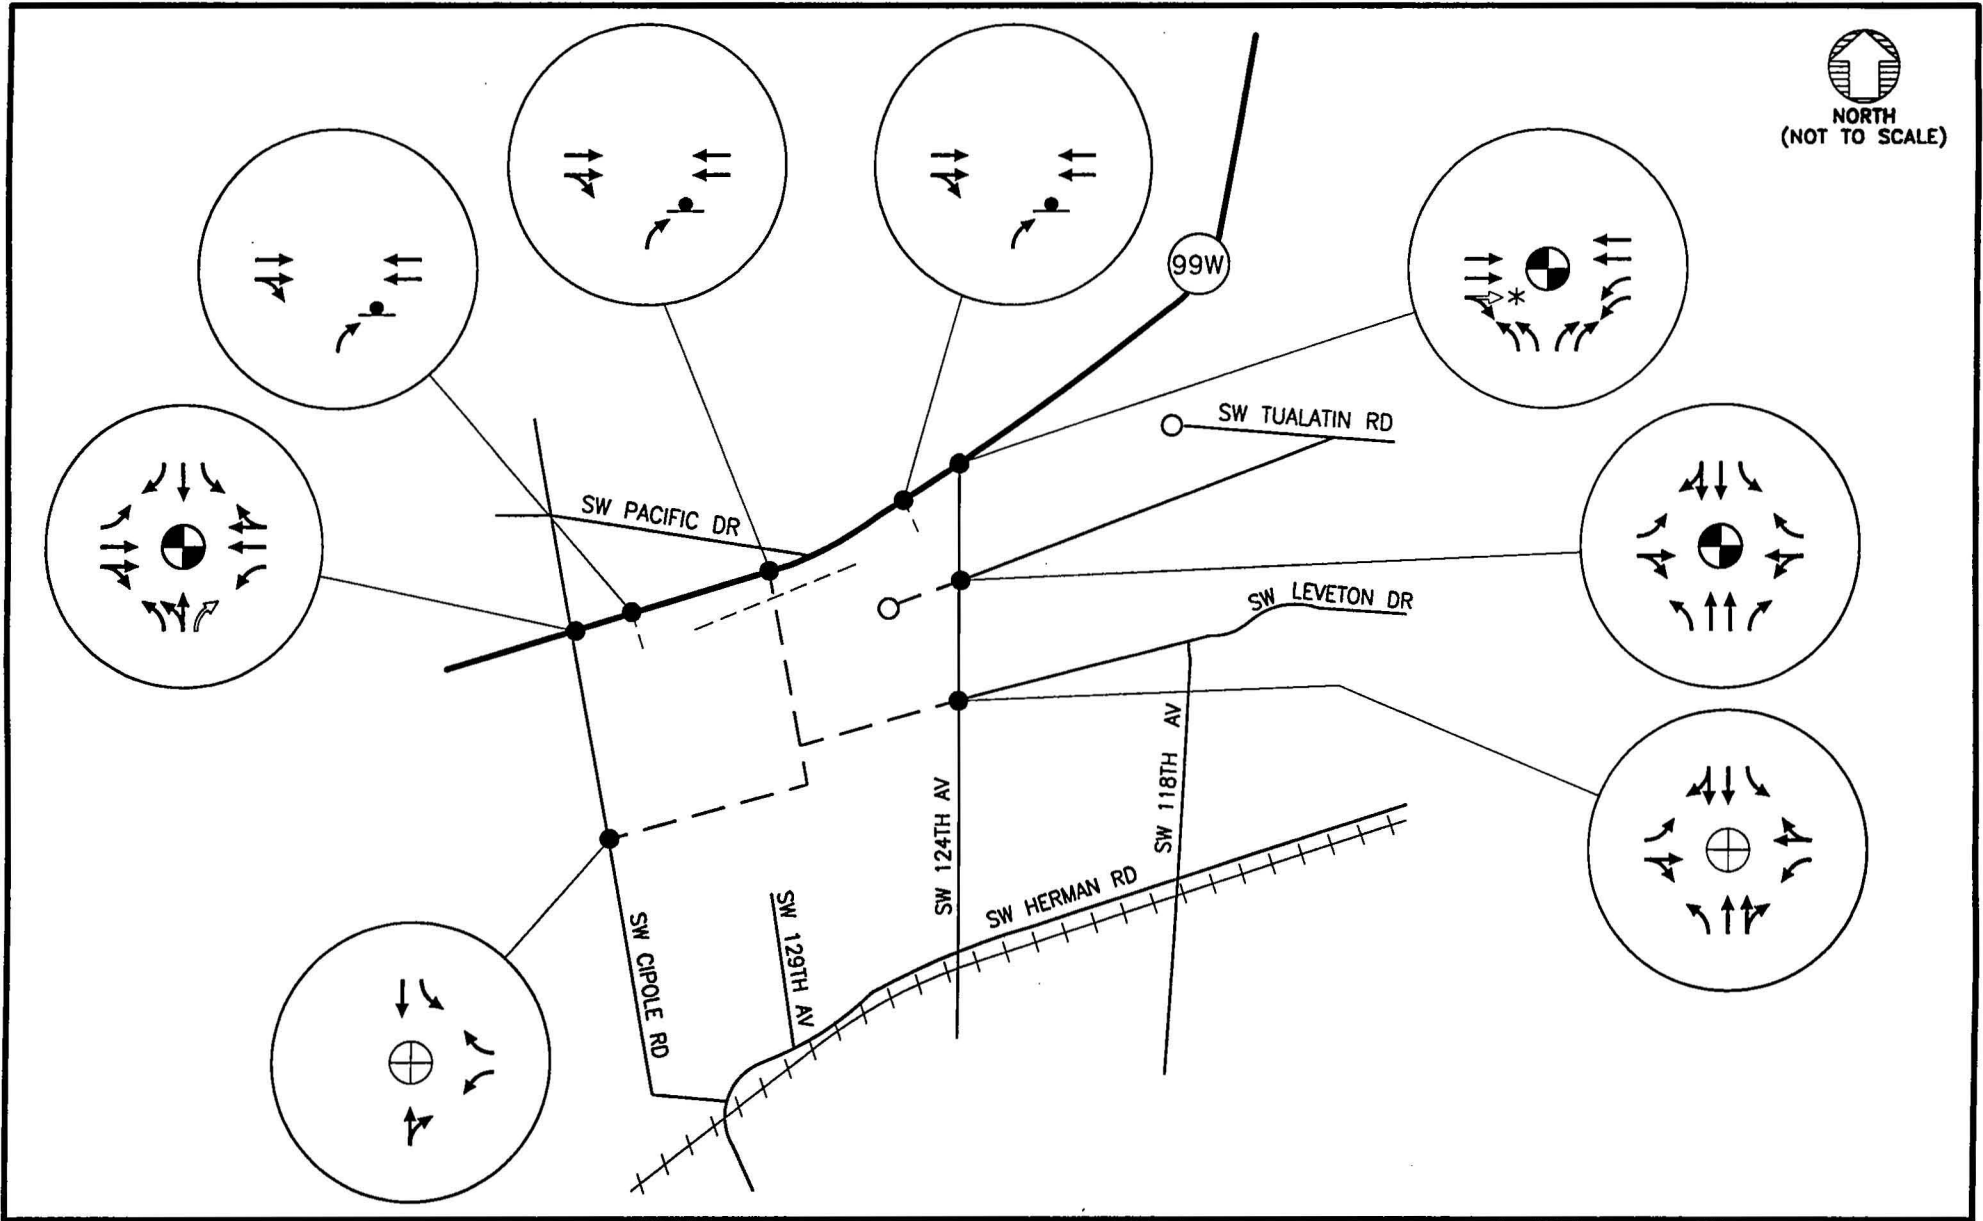 NORTH
(NOT TO SCALE)
99W
SW TUALATIN RD
SW PACIFIC DR
SW LEVETON DR
SW 118TH AV
SW 124TH AV
SW HERMAN RD
SW 129TH AV
SW CIPOLE RD